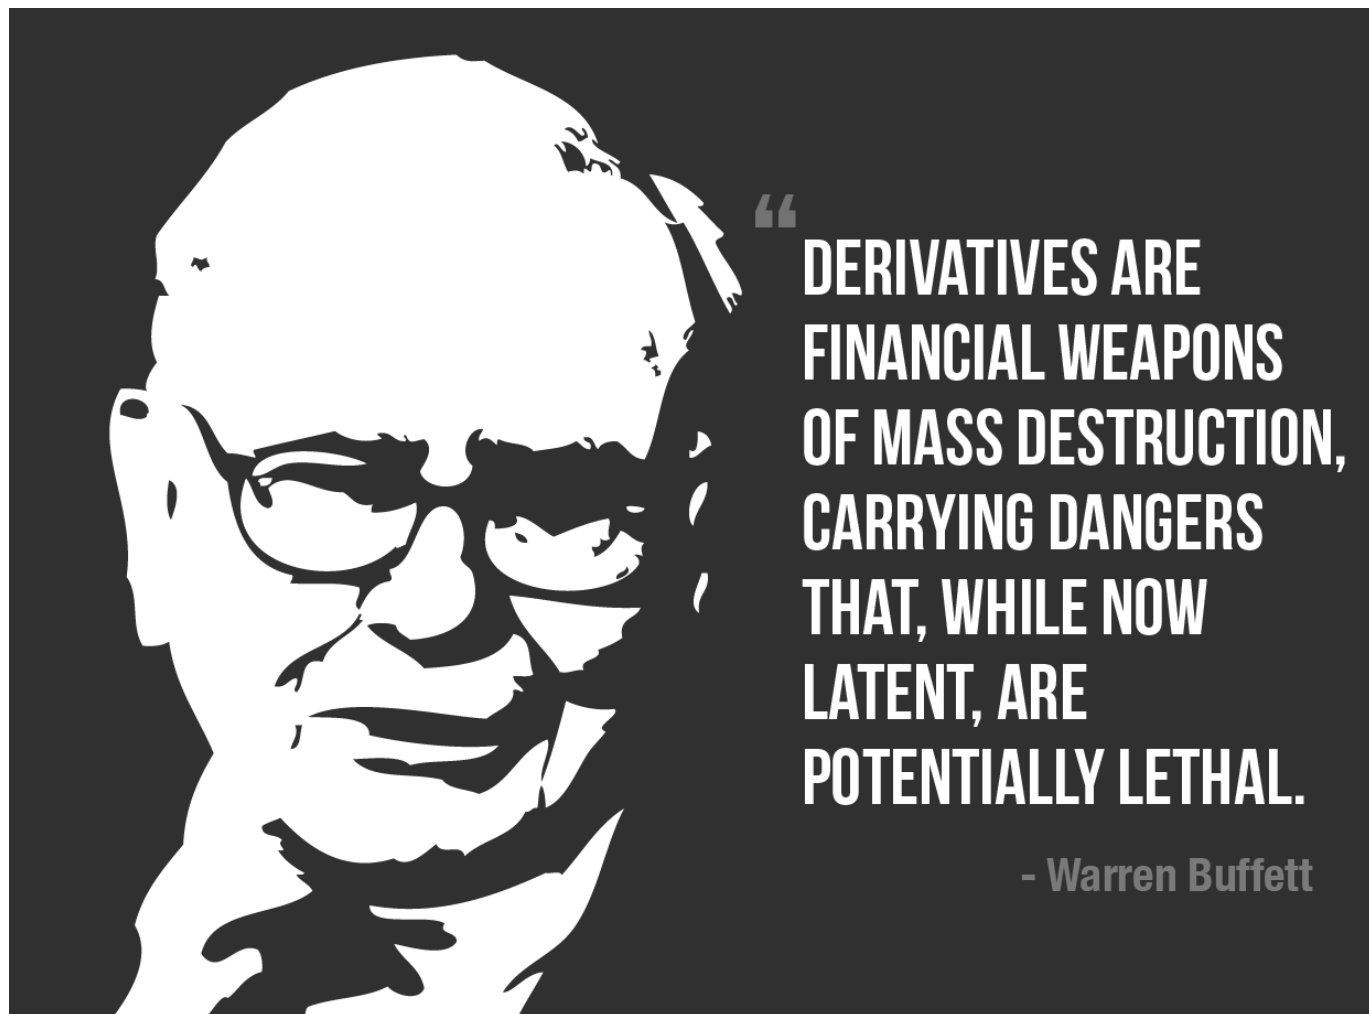 “
DERIVATIVES ARE
FINANCIAL WEAPONS
OF MASS DESTRUCTION,
CARRYING DANGERS
THAT, WHILE NOW
LATENT, ARE
POTENTIALLY LETHAL.
- Warren Buffett